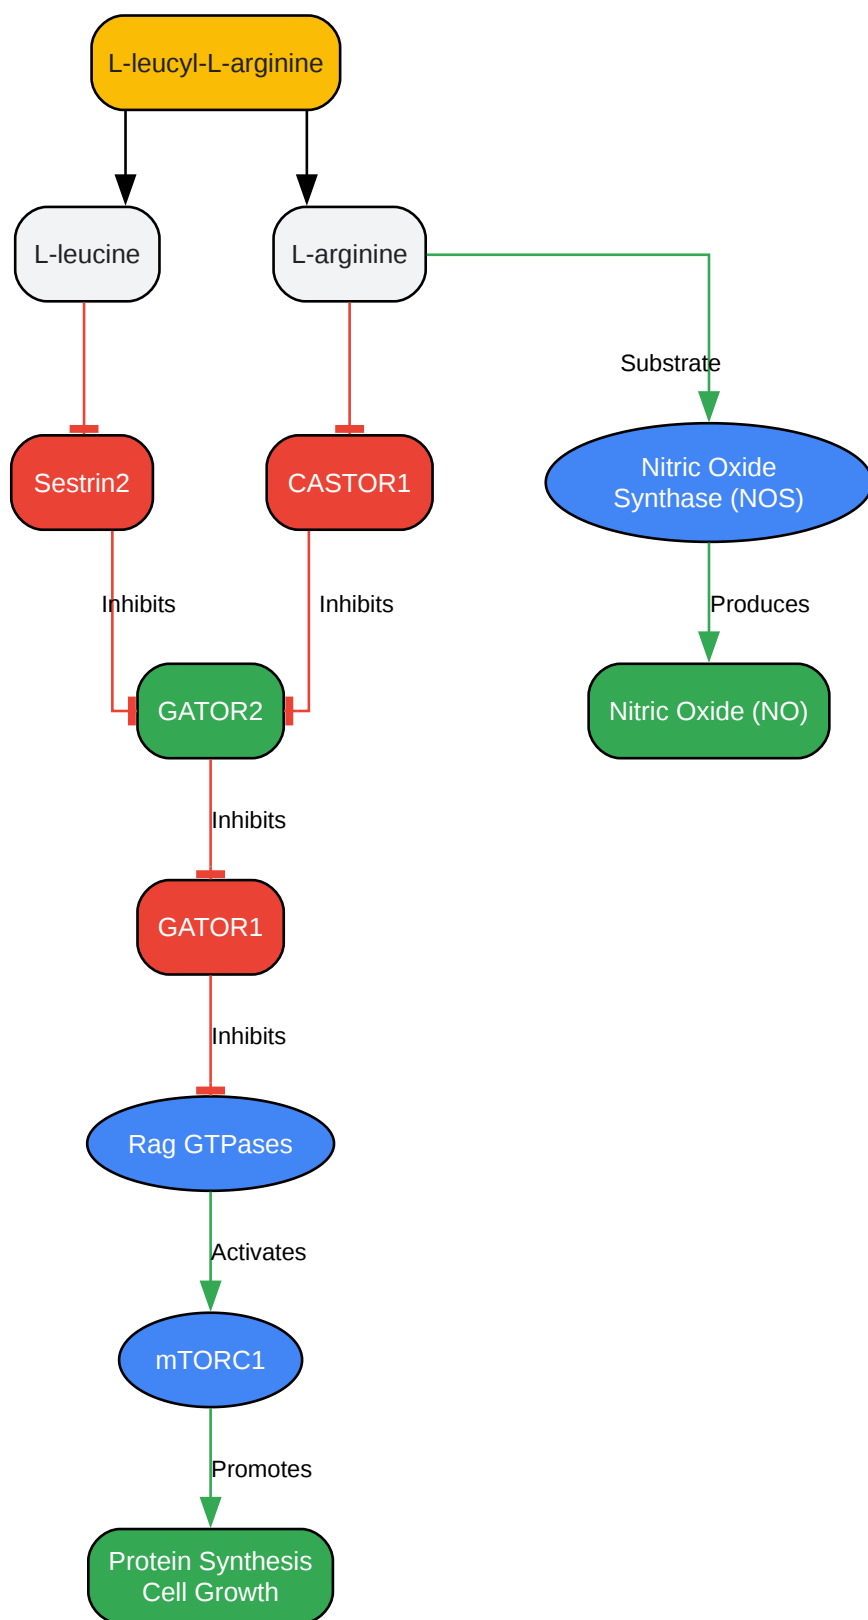 L-leucyl-L-arginine
L-leucine
L-arginine
Substrate
Sestrin2
CASTOR1
Nitric Oxide
Synthase (NOS)
Inhibits
Inhibits
Produces
GATOR2
Nitric Oxide (NO)
Inhibits
GATOR1
Inhibits
Rag GTPases
Activates
mTORC1
Promotes
Protein Synthesis
Cell Growth